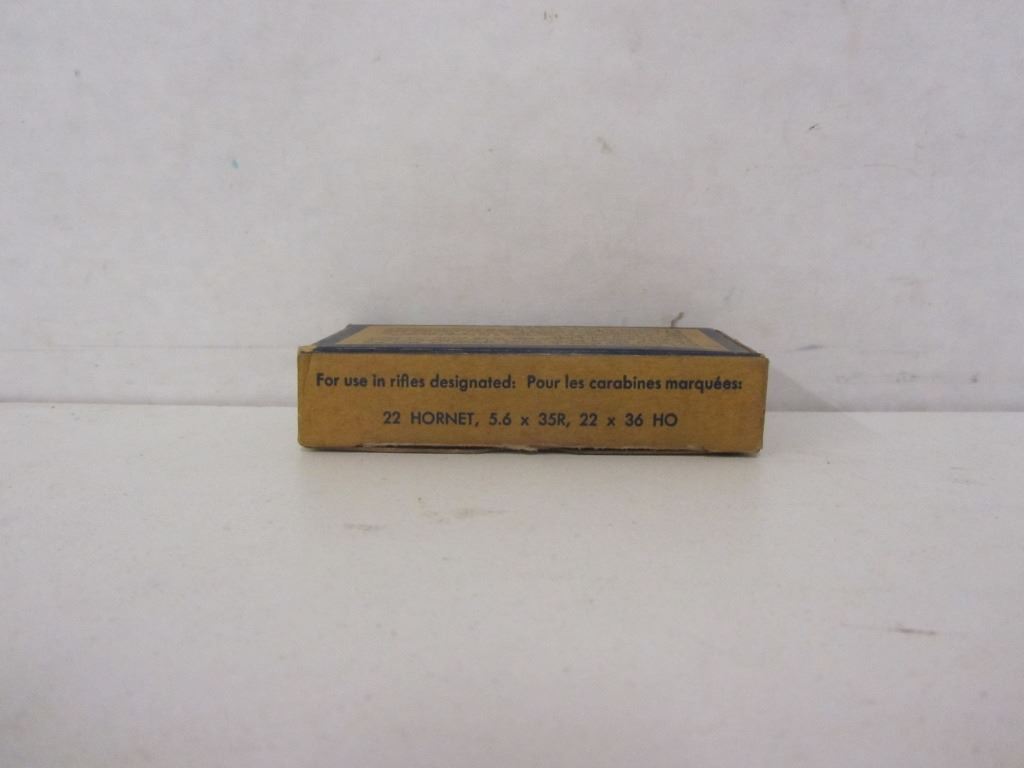 For use in rifles designated: Pour les carabines marquées:
22 HORNET, 5.6 x 35R, 22 x 36 HO